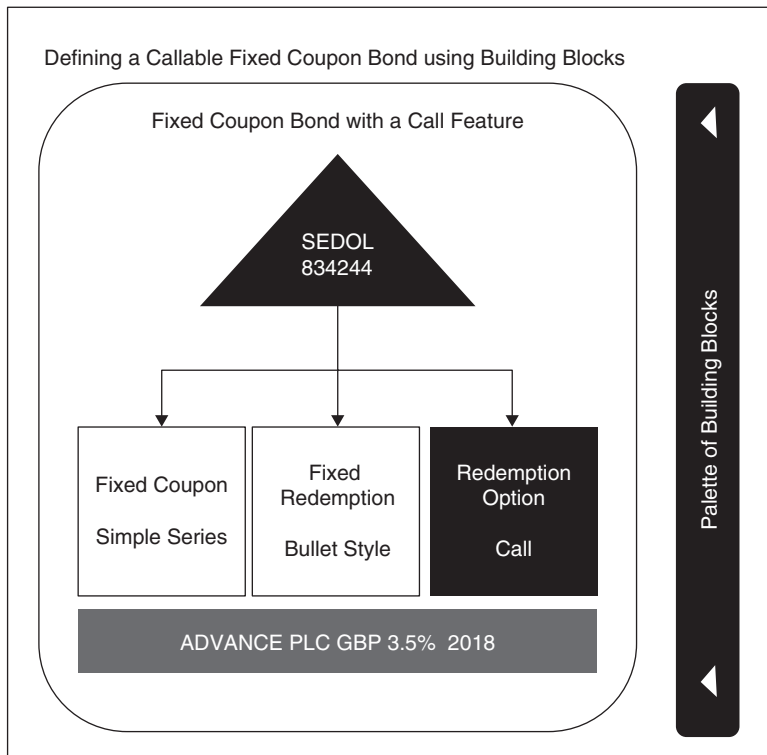 Defining a Callable Fixed Coupon Bond using Building Blocks
Fixed Coupon Bond with a Call Feature
SEDOL
834244
Fixed Coupon
Simple Series
Fixed
Redemption
Bullet Style
Redemption
Option
Call
ADVANCE PLC GBP 3.5% 2018
Palette of Building Blocks